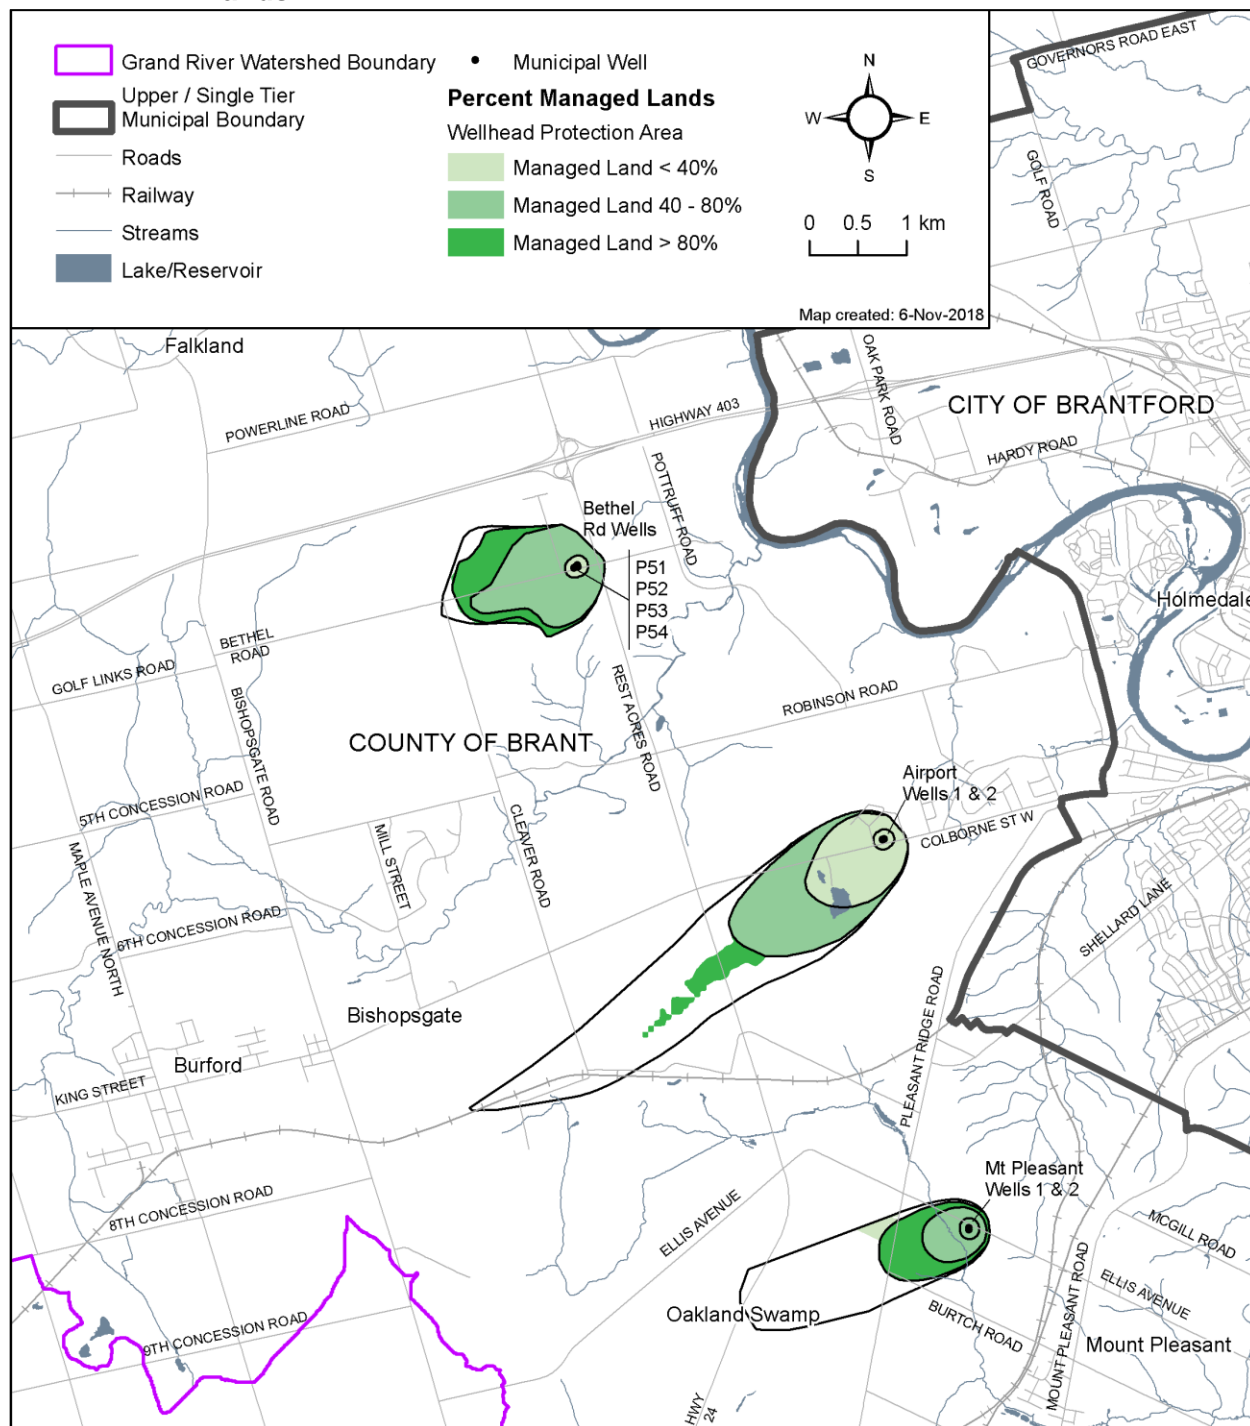 Grand River Watershed Boundary
Upper / Single Tier
Municipal Boundary
Roads
Railway
Streams
Lake/Reservoir
Municipal Well
Percent Managed Lands
Wellhead Protection Area
Managed Land < 40%
Managed Land 40 - 80%
Managed Land > 80%
N
W
E
S
0 0.5 1 km
Map created: 6-Nov-2018
GOVERNORS ROAD EAST
GOLF ROAD
Falkland
POWERLINE ROAD
HIGHWAY 403
OAK PARK ROAD
CITY OF BRANTFORD
HARDY ROAD
POTTRUFF ROAD
Bethel
Rd Wells
P51
P52
P53
P54
Holmedale
BETHEL
ROAD
GOLF LINKS ROAD
BISHOPSGATE ROAD
REST ACRES ROAD
ROBINSON ROAD
COUNTY OF BRANT
Airport
Wells 1 & 2
5TH CONCESSION ROAD
COLBORNE ST W
CLEAVER ROAD
MILL STREET
MAPLE AVENUE NORTH
6TH CONCESSION ROAD
SHELLARD LANE
Bishopsgate
PLEASANT RIDGE ROAD
Burford
KING STREET
Mt Pleasant
Wells 1 & 2
8TH CONCESSION ROAD
ELLIS AVENUE
MCGILL ROAD
ELLIS AVENUE
Oakland Swamp
BURTCH ROAD
MOUNT PLEASANT ROAD
Mount Pleasant
9TH CONCESSION ROAD
HWY
24